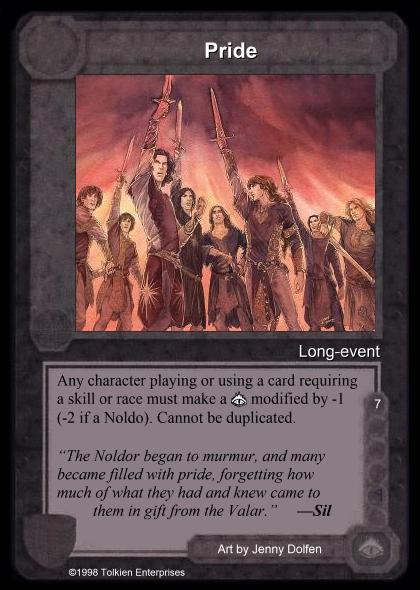 Pride
Long-event
Any character playing or using a card requiring
a skill or race must make a modified by -1
(-2 if a Noldo). Cannot be duplicated.
7
“The Noldor began to murmur, and many
became filled with pride, forgetting how
much of what they had and knew came to
them in gift from the Valar.” —Sil
Art by Jenny Dolfen
©1998 Tolkien Enterprises